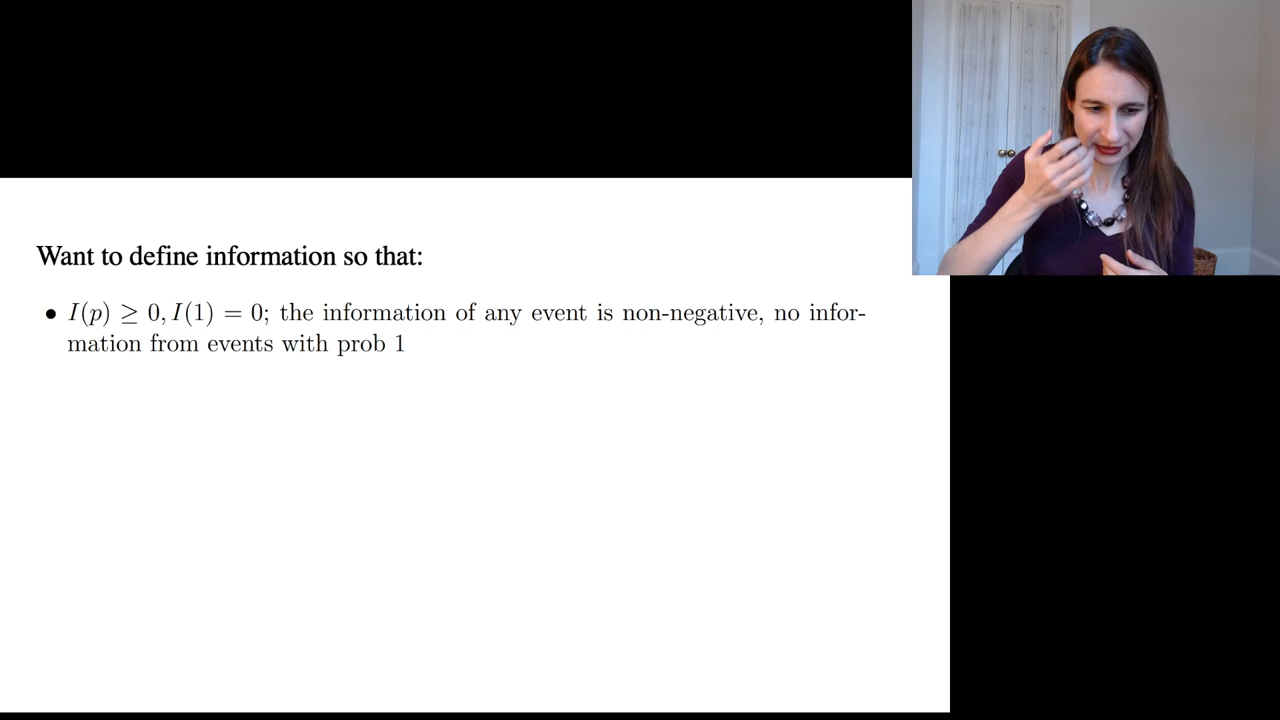 Want to define information so that:
• I(p) ≥ 0, I(1) = 0; the information of any event is non-negative, no infor-
mation from events with prob 1